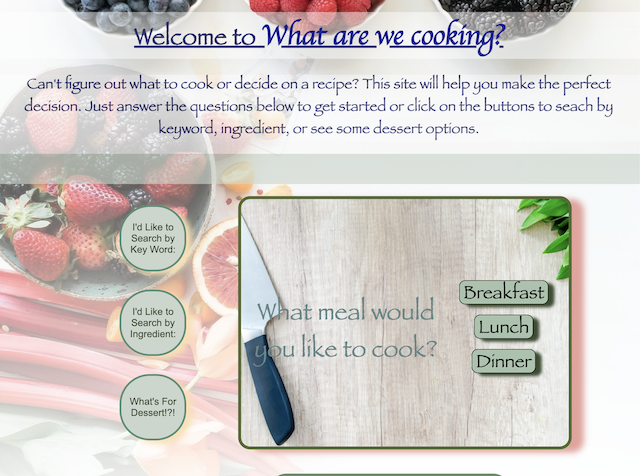 Welcome to What are we cooking?
Can't figure out what to cook or decide on a recipe? This site will help you make the perfect
decision. Just answer the questions below to get started or click on the buttons to seach by
keyword, ingredient, or see some dessert options.
I'd Like to
Search by
Key Word:
I'd Like to
Search by
Ingredient:
What's For
Dessert!?!
What meal would
you like to cook?
Breakfast
Lunch
Dinner